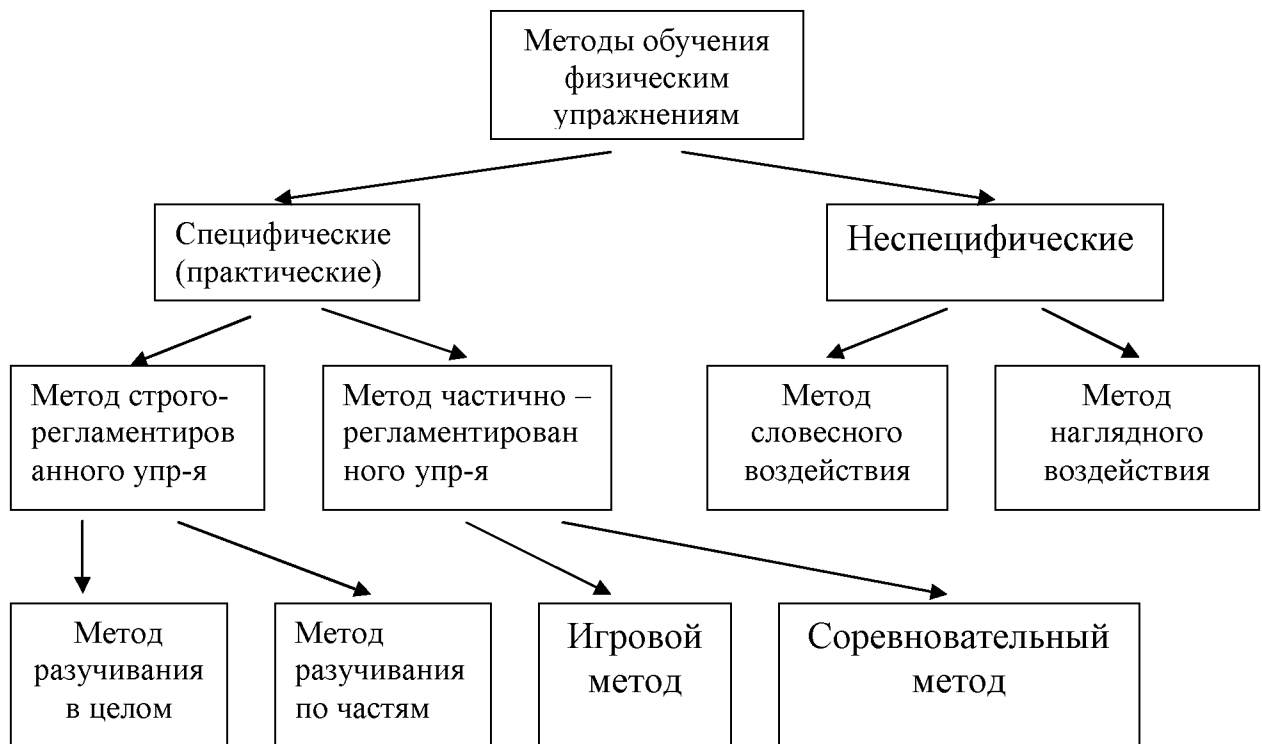 Методы обучения
физическим
упражнениям
Специфические
(практические)
Неспецифические
Метод строго-
регламентиров
анного упр-я
Метод частично –
регламентирован
ного упр-я
Метод
словесного
воздействия
Метод
наглядного
воздействия
Метод
разучивания
в целом
Метод
разучивания
по частям
Игровой
метод
Соревновательный
метод